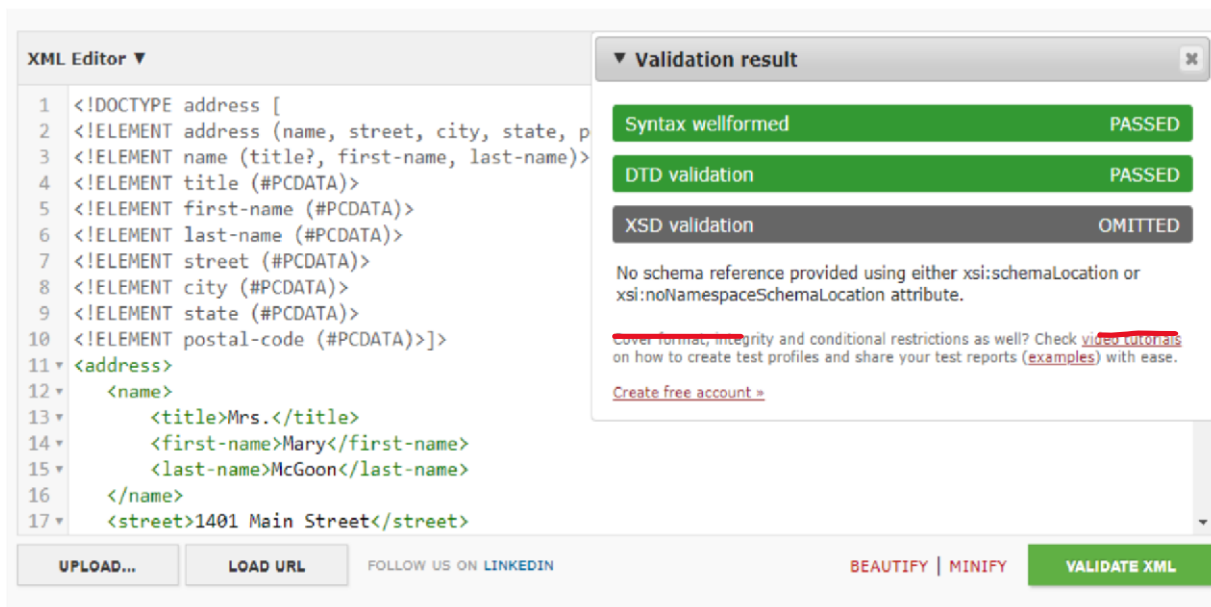 XML Editor ▼
1 <!DOCTYPE address [
2 <!ELEMENT address (name, street, city, state, p
3 <!ELEMENT name (title?, first-name, last-name)>
4 <!ELEMENT title (#PCDATA)>
5 <!ELEMENT first-name (#PCDATA)>
6 <!ELEMENT last-name (#PCDATA)>
7 <!ELEMENT street (#PCDATA)>
8 <!ELEMENT city (#PCDATA)>
9 <!ELEMENT state (#PCDATA)>
10 <!ELEMENT postal-code (#PCDATA)>]>
11 <address>
12 <name>
13 <title>Mrs.</title>
14 <first-name>Mary</first-name>
15 <last-name>McGoon</last-name>
16 </name>
17 <street>1401 Main Street</street>
▼ Validation result ×
Syntax wellformed PASSED
DTD validation PASSED
XSD validation OMITTED
No schema reference provided using either xsi:schemaLocation or
xsi:noNamespaceSchemaLocation attribute.
Cover format, integrity and conditional restrictions as well? Check video tutorials
on how to create test profiles and share your test reports (examples) with ease.
Create free account »
UPLOAD... LOAD URL FOLLOW US ON LINKEDIN BEAUTIFY | MINIFY VALIDATE XML